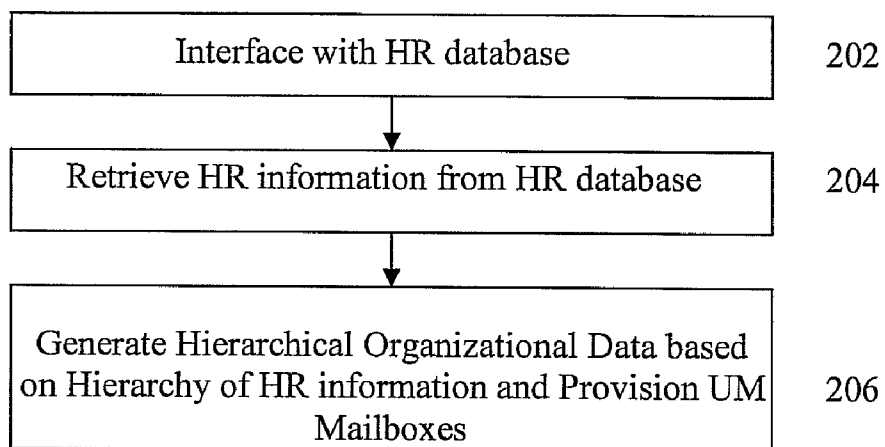 Interface with HR database 202
Retrieve HR information from HR database 204
Generate Hierarchical Organizational Data based
on Hierarchy of HR information and Provision UM 206
Mailboxes